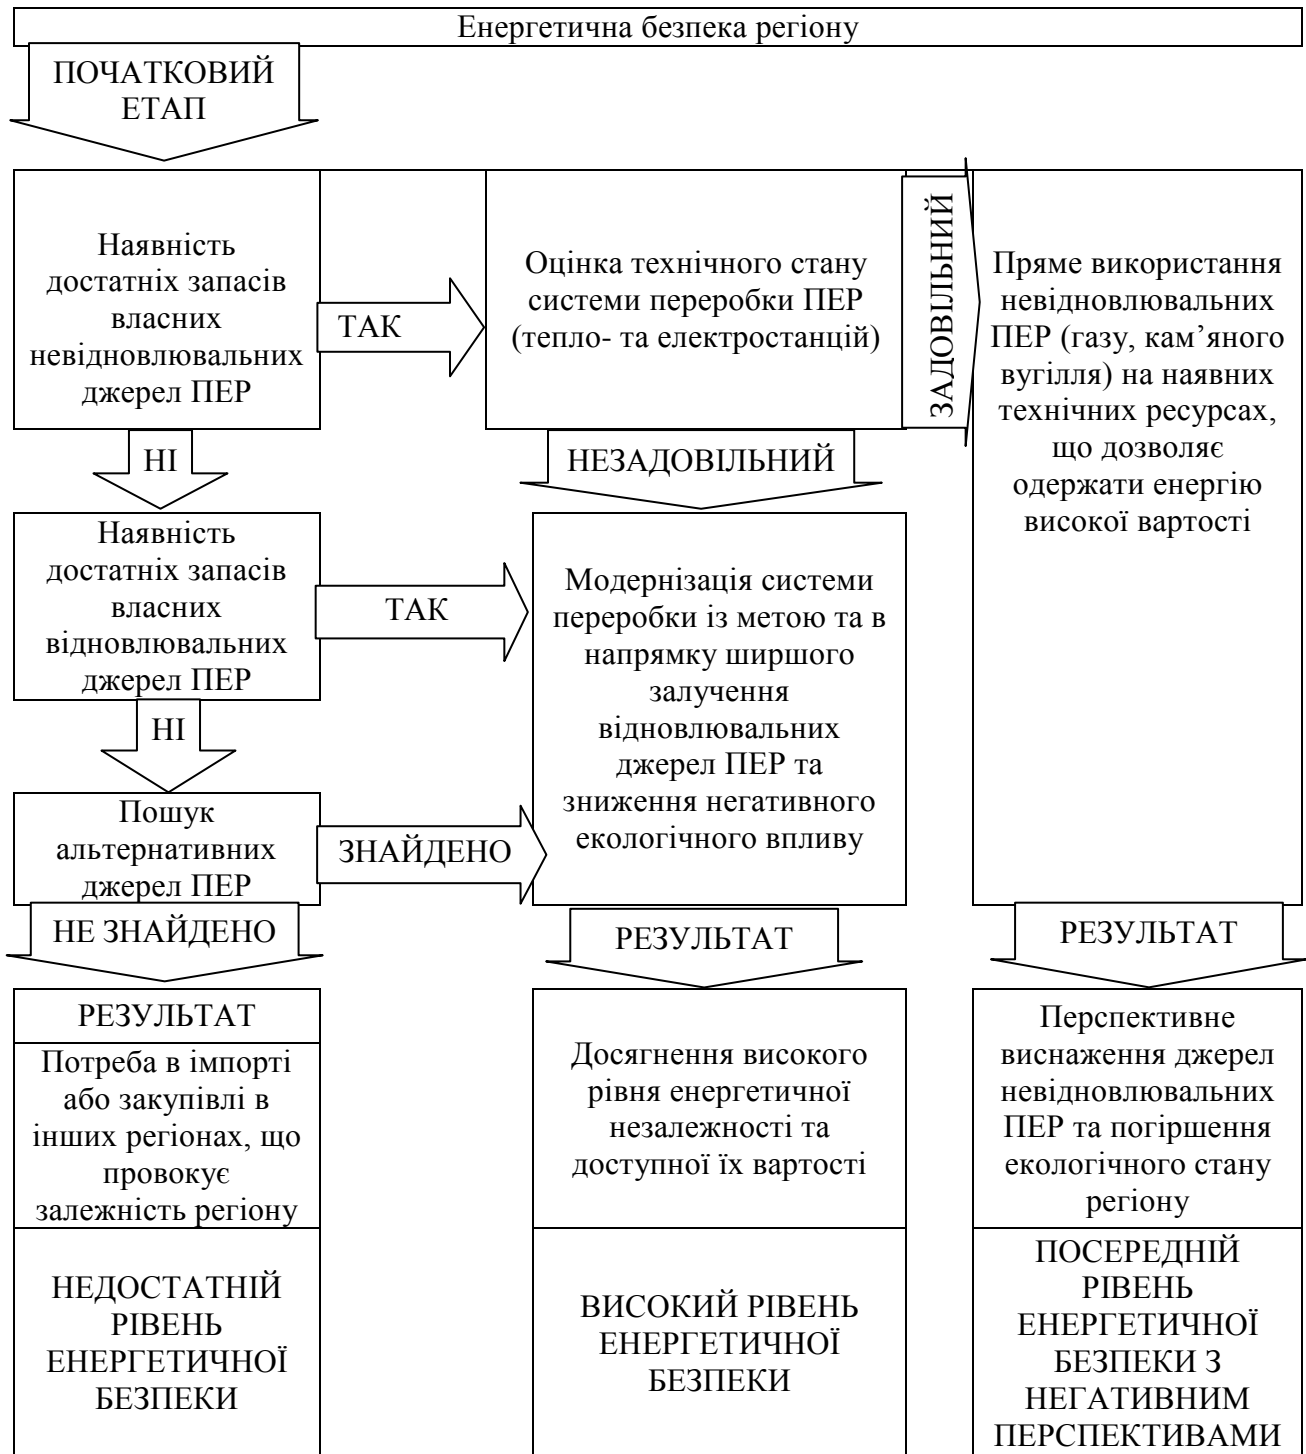 Енергетична безпека регіону
ПОЧАТКОВИЙ
ЕТАП
Наявність
достатніх запасів
власних
невідновлювальних
джерел ПЕР
ТАК
Оцінка технічного стану
системи переробки ПЕР
(тепло- та електростанцій)
ЗАДОВІЛЬНИЙ
Пряме використання
невідновлювальних
ПЕР (газу, кам’яного
вугілля) на наявних
технічних ресурсах,
що дозволяє
одержати енергію
високої вартості
НІ
НЕЗАДОВІЛЬНИЙ
Наявність
достатніх запасів
власних
відновлювальних
джерел ПЕР
ТАК
Модернізація системи
переробки із метою та в
напрямку ширшого
залучення
відновлювальних
джерел ПЕР та
зниження негативного
екологічного впливу
НІ
Пошук
альтернативних
джерел ПЕР
ЗНАЙДЕНО
НЕ ЗНАЙДЕНО
РЕЗУЛЬТАТ
РЕЗУЛЬТАТ
РЕЗУЛЬТАТ
Потреба в імпорті
або закупівлі в
інших регіонах, що
провокує
залежність регіону
Досягнення високого
рівня енергетичної
незалежності та
доступної їх вартості
Перспективне
виснаження джерел
невідновлювальних
ПЕР та погіршення
екологічного стану
регіону
НЕДОСТАТНІЙ
РІВЕНЬ
ЕНЕРГЕТИЧНОЇ
БЕЗПЕКИ
ВИСОКИЙ РІВЕНЬ
ЕНЕРГЕТИЧНОЇ
БЕЗПЕКИ
ПОСЕРЕДНІЙ
РІВЕНЬ
ЕНЕРГЕТИЧНОЇ
БЕЗПЕКИ З
НЕГАТИВНИМ
ПЕРСПЕКТИВАМИ